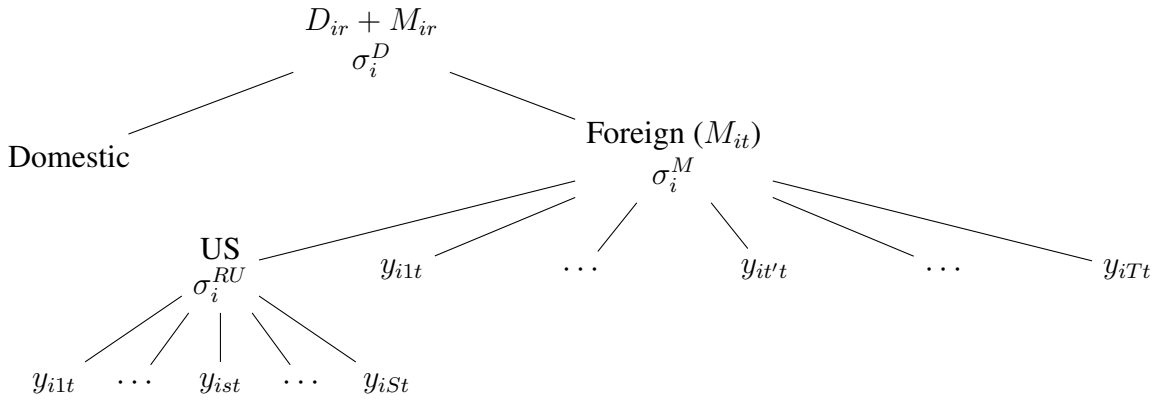 D_{ir} + M_{ir}
σ_i^D
Foreign (M_{it})
Domestic
σ_i^M
US
σ_i^{RU}
y_{i1t} ⋯ y_{it't} ⋯ y_{iTt}
y_{i1t} ⋯ y_{ist} ⋯ y_{iSt}